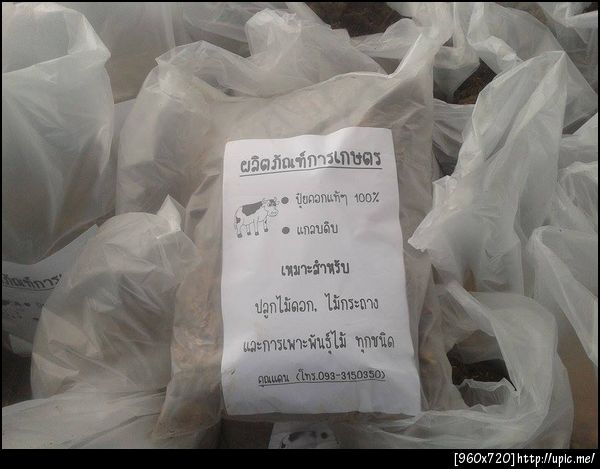 ผลิตภัณฑ์การเกษตร
● ปุ๋ยคอกแท้ๆ 100%
● แกลบดิบ
เหมาะสำหรับ
ปลูกไม้ดอก, ไม้กระถาง
และการเพาะพันธุ์ไม้ ทุกชนิด
คุณแดน (โทร.093-3150350)
[960x720]http://upic.me/